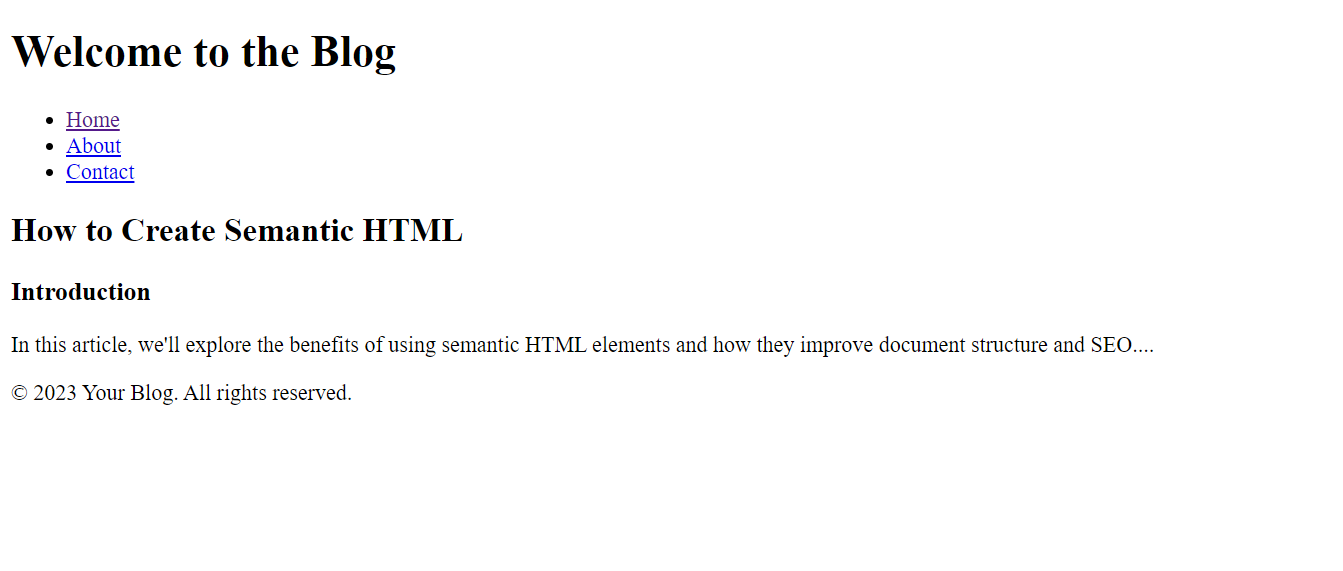 Welcome to the Blog
Home
About
Contact
How to Create Semantic HTML
Introduction
In this article, we'll explore the benefits of using semantic HTML elements and how they improve document structure and SEO....
© 2023 Your Blog. All rights reserved.